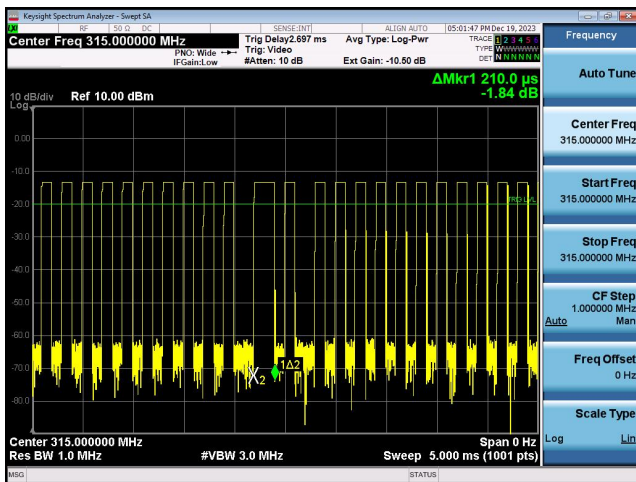 Keysight Spectrum Analyzer - Swept SA
RF 50 Ω DC SENSE:INT ALIGN AUTO 05:01:47 PM Dec 19, 2023
Center Freq 315.000000 MHz
PNO: Wide
IFGain:Low
Trig Delay2.697 ms
Trig: Video
#Atten: 10 dB
Avg Type: Log-Pwr
Ext Gain: -10.50 dB
TRACE 1 2 3 4 5 6
TYPE WWWWWW
DET N N N N N N
ΔMkr1 210.0 µs
-1.84 dB
10 dB/div Ref 10.00 dBm
Log
0.00
-10.0
-20.0
TRIG LVL
-30.0
-40.0
-50.0
-60.0
-70.0
-80.0
1Δ2
2
Center 315.000000 MHz Span 0 Hz
Res BW 1.0 MHz #VBW 3.0 MHz Sweep 5.000 ms (1001 pts)
MSG STATUS
Frequency
Auto Tune
Center Freq
315.000000 MHz
Start Freq
315.000000 MHz
Stop Freq
315.000000 MHz
CF Step
1.000000 MHz
Auto Man
Freq Offset
0 Hz
Scale Type
Log Lin